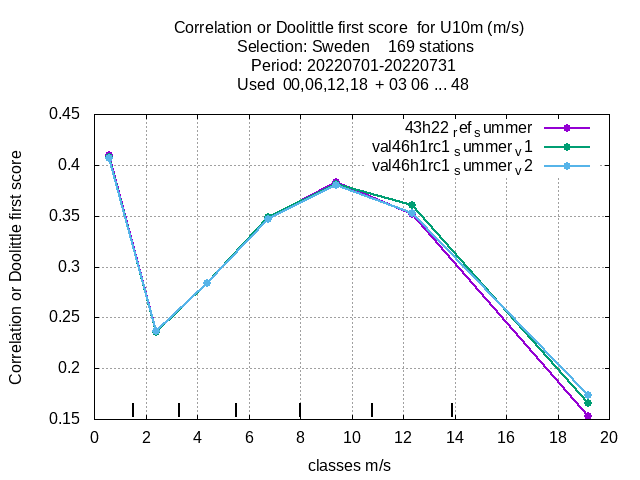 Correlation or Doolittle first score  for U10m (m/s)
Selection: Sweden    169 stations
Period: 20220701-20220731
Used  00,06,12,18  + 03 06 ... 48
43h22 ref summer
val46h1rc1 summer v1
val46h1rc1 summer v2
Correlation or Doolittle first score
0.45
0.4
0.35
0.3
0.25
0.2
0.15
0 2 4 6 8 10 12 14 16 18 20
classes m/s